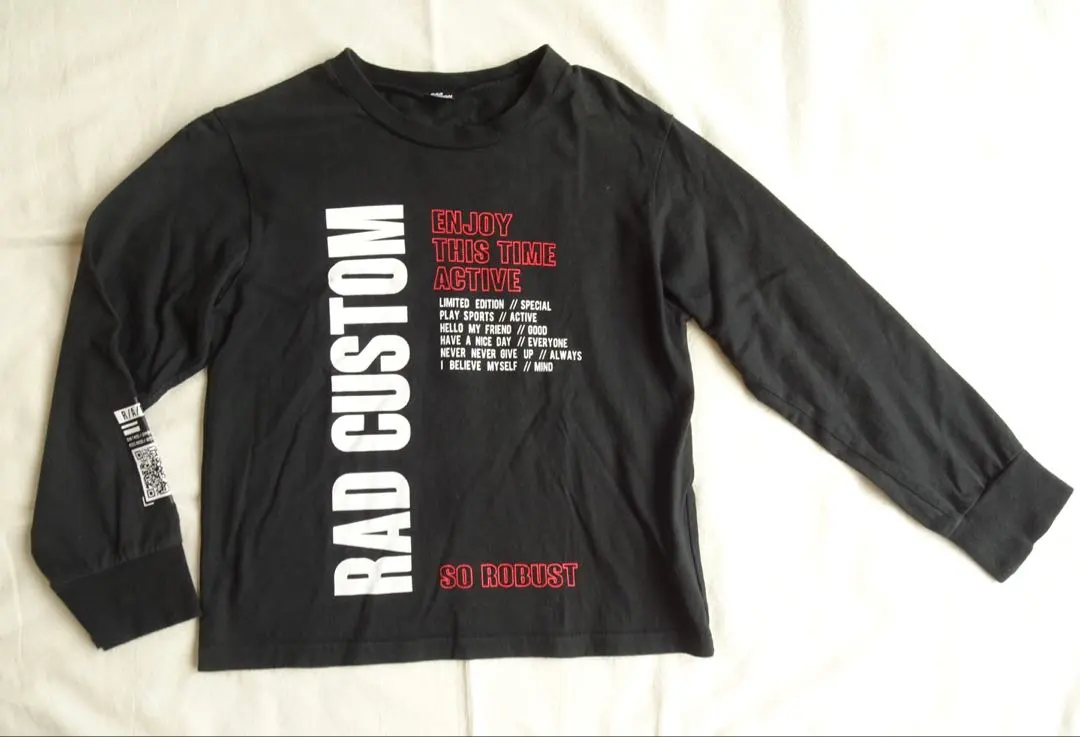 RAD CUSTOM
ENJOY
THIS TIME
ACTIVE
LIMITED EDITION // SPECIAL
PLAY SPORTS // ACTIVE
HELLO MY FRIEND // GOOD
HAVE A NICE DAY // EVERYONE
NEVER NEVER GIVE UP // ALWAYS
I BELIEVE MYSELF // MIND
SO ROBUST